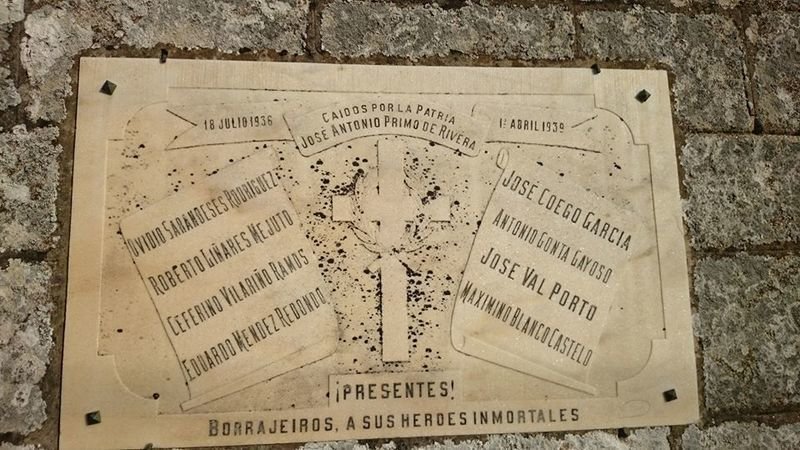 CAIDOS POR LA PATRIA
18 JULIO 1936
JOSE ANTONIO PRIMO DE RIVERA
1º ABRIL 1939
OVIDIO SABANDESES RODRIGUEZ
ROBERTO LIÑARES MEJUTO
CEFERINO VILARIÑO RAMOS
EDUARDO MENDEZ REDONDO
JOSE COEGO GARCIA
ANTONIO GONTA GAYOSO
JOSE VAL PORTO
MAXIMINO BLANCO CASTELO
¡PRESENTES!
BORRAJEIROS, A SUS HEROES INMORTALES